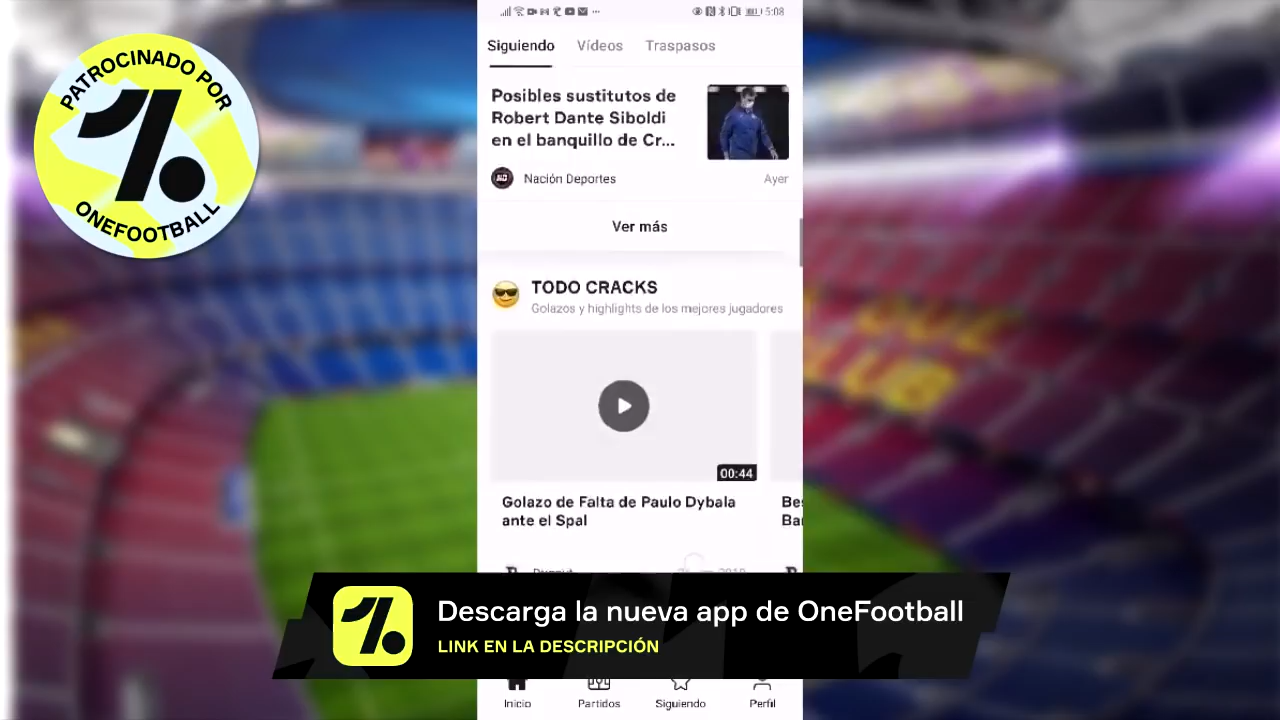 PATROCINADO POR
ONEFOOTBALL
5:08
Siguiendo Vídeos Traspasos
Posibles sustitutos de
Robert Dante Siboldi
en el banquillo de Cr...
Nación Deportes Ayer
Ver más
TODO CRACKS
Golazos y highlights de los mejores jugadores
00:44
Golazo de Falta de Paulo Dybala
ante el Spal
Descarga la nueva app de OneFootball
LINK EN LA DESCRIPCIÓN
Inicio Partidos Siguiendo Perfil